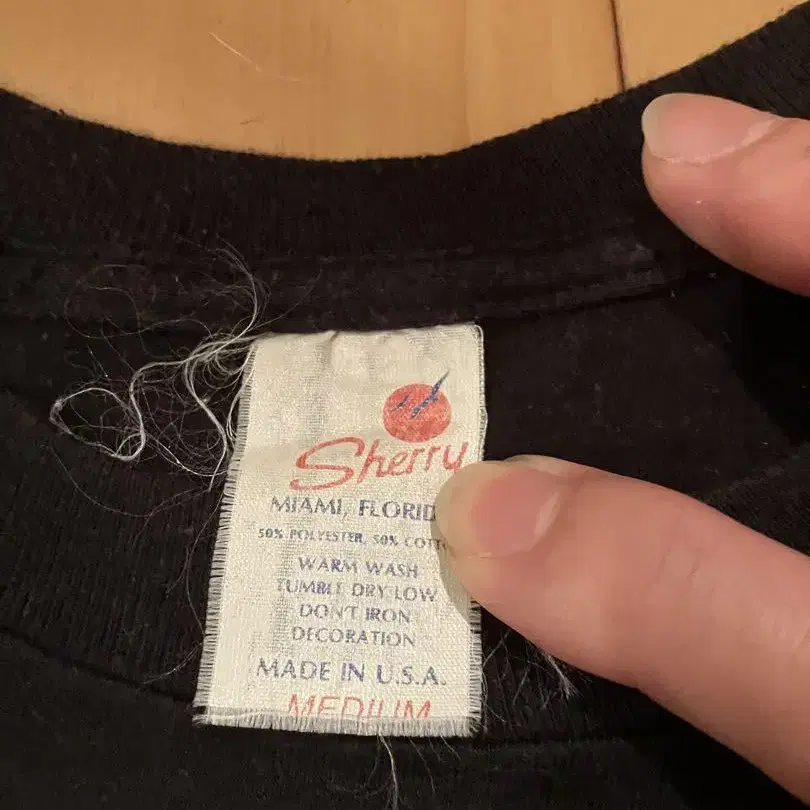 Sherry
MIAMI, FLORID
50% POLYESTER, 50% COTT
WARM WASH
TUMBLE DRY LOW
DON'T IRON
DECORATION
MADE IN U.S.A.
MEDIUM